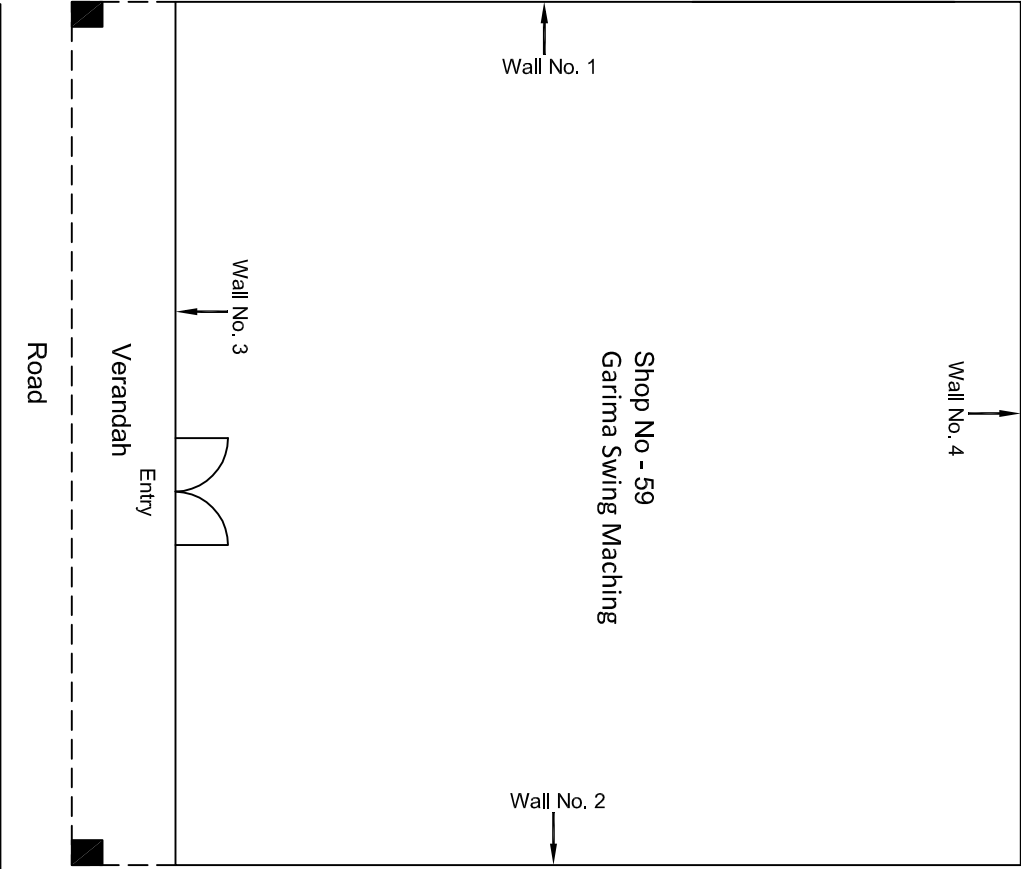 Wall No. 1
Wall No. 3
Wall No. 4
Shop No - 59
Garima Swing Maching
Verandah
Entry
Road
Wall No. 2